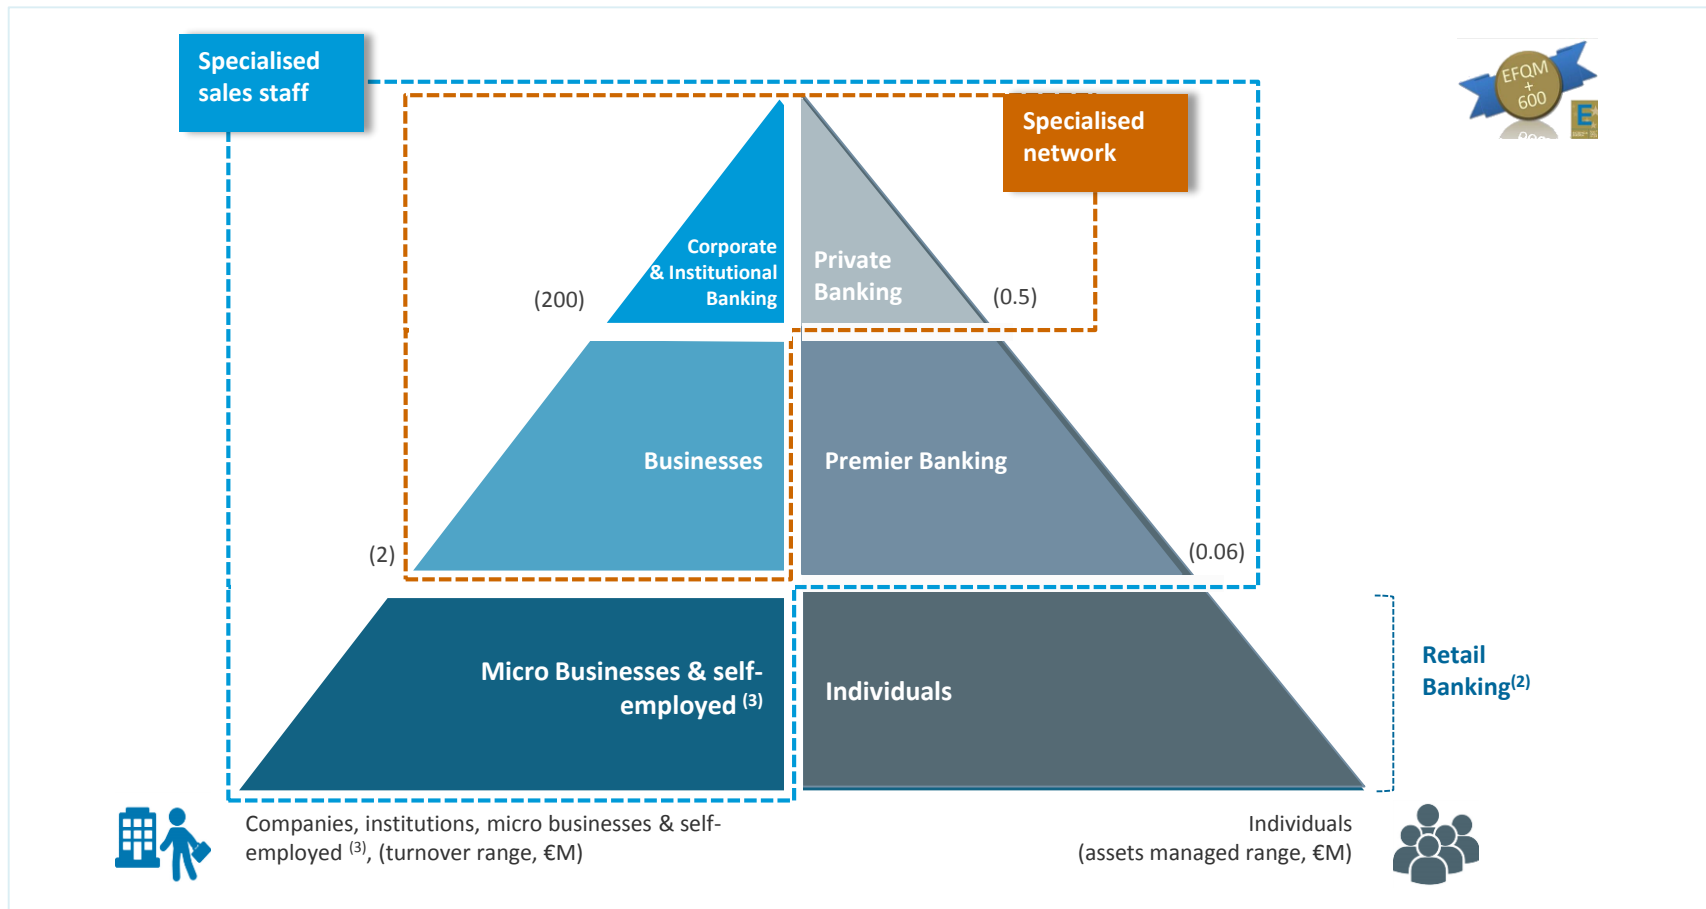 Specialised
sales staff
EFQM
+
600
E
Specialised
network
Corporate
& Institutional
Banking
Private
Banking
(200)
(0.5)
Businesses
Premier Banking
(2)
(0.06)
Micro Businesses & self-
employed (3)
Individuals
Retail
Banking(2)
Companies, institutions, micro businesses & self-
employed (3), (turnover range, €M)
Individuals
(assets managed range, €M)